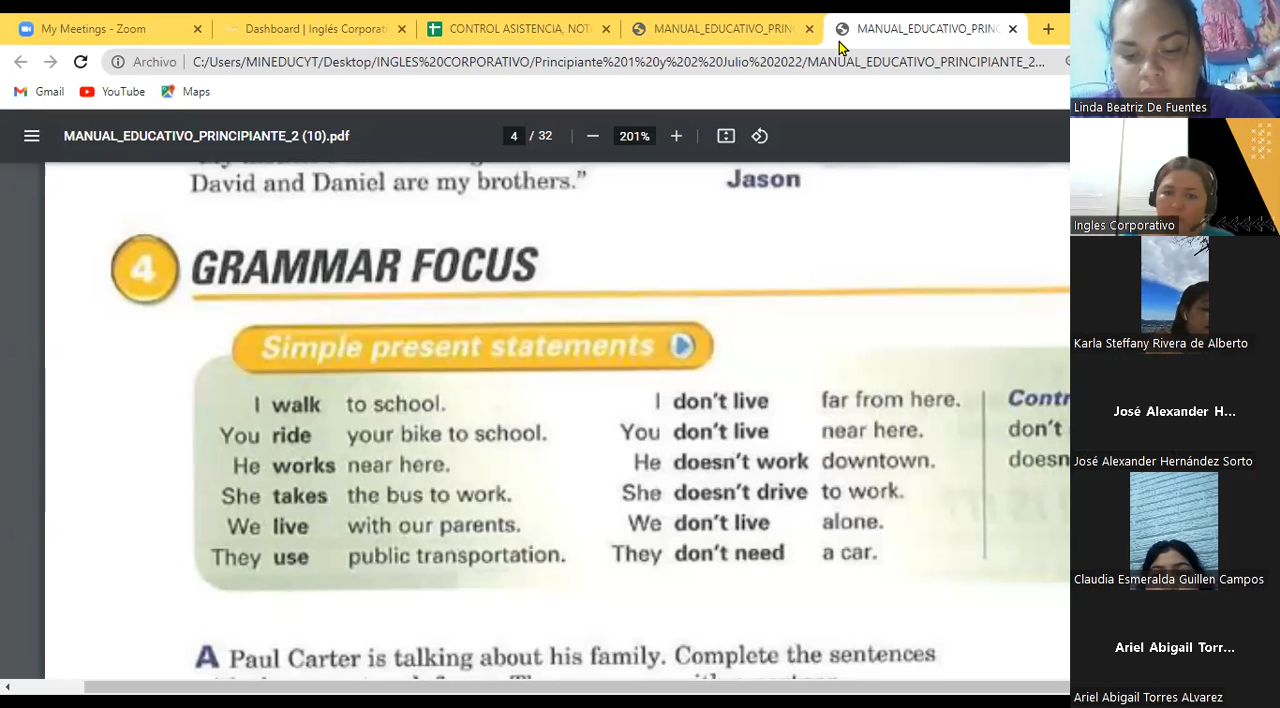 My Meetings - Zoom
Dashboard | Inglés Corporati
CONTROL ASISTENCIA, NOTA
MANUAL_EDUCATIVO_PRIN
MANUAL_EDUCATIVO_PRIN
Archivo
C:/Users/MINEDUCYT/Desktop/INGLES%20CORPORATIVO/Principiante%201%20y%202%20Julio%202022/MANUAL_EDUCATIVO_PRINCIPIANTE_2...
Gmail
YouTube
Maps
MANUAL_EDUCATIVO_PRINCIPIANTE_2 (10).pdf
4 / 32
201%
David and Daniel are my brothers.”
Jason
4 GRAMMAR FOCUS
Simple present statements
I walk to school.
You ride your bike to school.
He works near here.
She takes the bus to work.
We live with our parents.
They use public transportation.
I don't live far from here.
You don't live near here.
He doesn't work downtown.
She doesn't drive to work.
We don't live alone.
They don't need a car.
Contr
don't
doesn
A Paul Carter is talking about his family. Complete the sentences
Linda Beatriz De Fuentes
Ingles Corporativo
Karla Steffany Rivera de Alberto
José Alexander H...
José Alexander Hernández Sorto
Claudia Esmeralda Guillen Campos
Ariel Abigail Torr...
Ariel Abigail Torres ALvarez